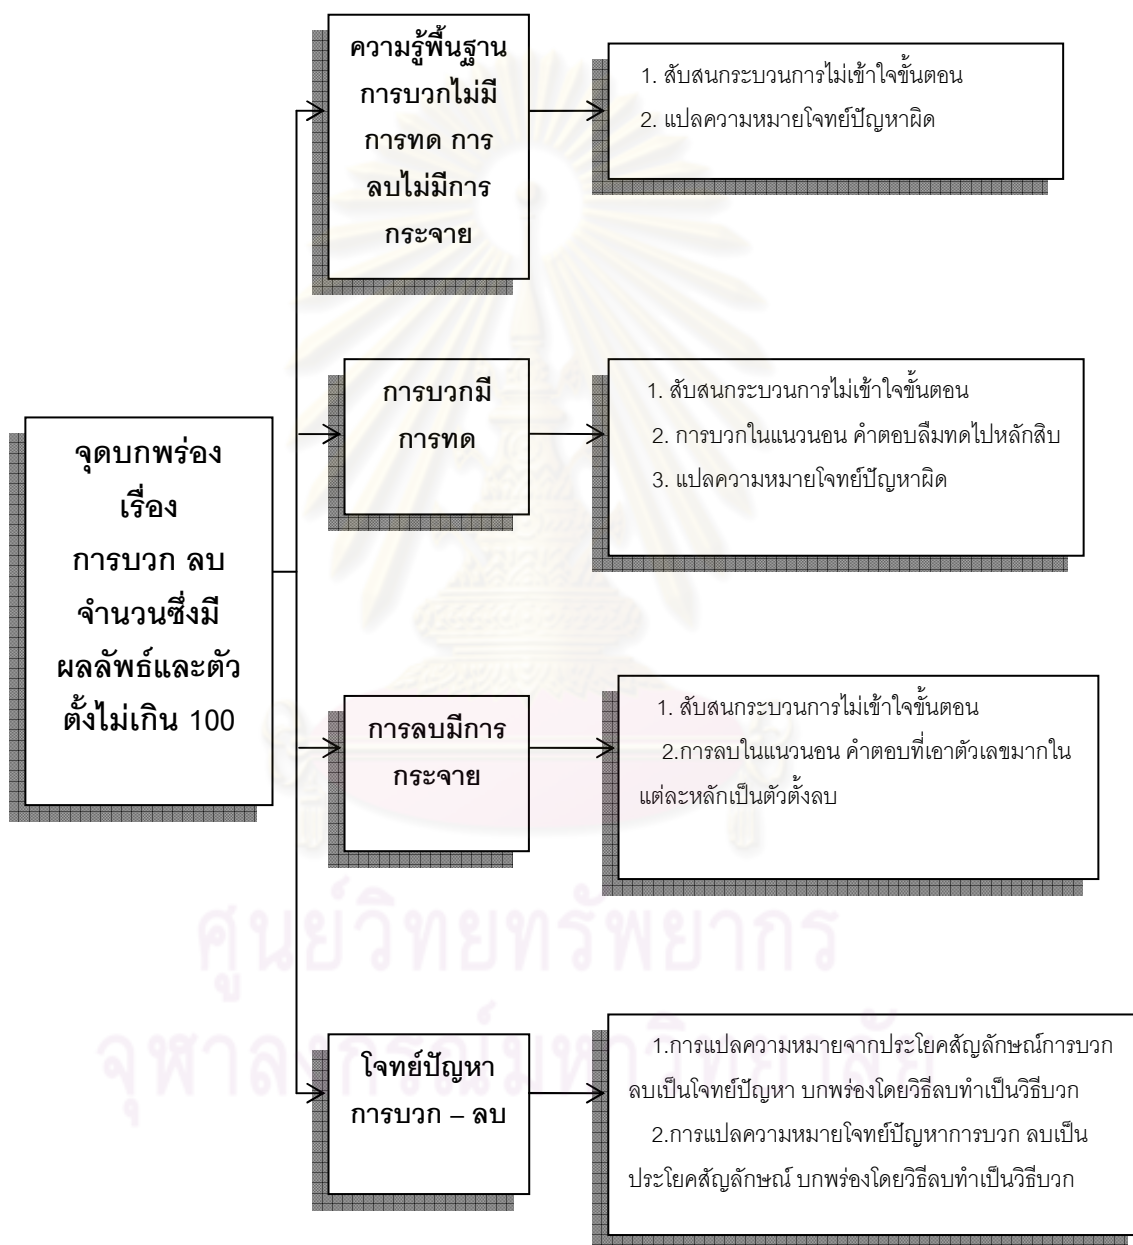 จุดบกพร่อง
เรื่อง
การบวก ลบ
จำนวนซึ่งมี
ผลลัพธ์และตัว
ตั้งไม่เกิน 100
ความรู้พื้นฐาน
การบวกไม่มี
การทด การ
ลบไม่มีการ
กระจาย
1. สับสนกระบวนการไม่เข้าใจขั้นตอน
2. แปลความหมายโจทย์ปัญหาผิด
การบวกมี
การทด
1. สับสนกระบวนการไม่เข้าใจขั้นตอน
2. การบวกในแนวนอน คำตอบลืมทดไปหลักสิบ
3. แปลความหมายโจทย์ปัญหาผิด
การลบมีการ
กระจาย
1. สับสนกระบวนการไม่เข้าใจขั้นตอน
2.การลบในแนวนอน คำตอบที่เอาตัวเลขมากใน
แต่ละหลักเป็นตัวตั้งลบ
โจทย์ปัญหา
การบวก – ลบ
1.การแปลความหมายจากประโยคสัญลักษณ์การบวก
ลบเป็นโจทย์ปัญหา บกพร่องโดยวิธีลบทำเป็นวิธีบวก
2.การแปลความหมายโจทย์ปัญหาการบวก ลบเป็น
ประโยคสัญลักษณ์ บกพร่องโดยวิธีลบทำเป็นวิธีบวก
ศูนย์วิทยทรัพยากร
จุฬาลงกรณ์มหาวิทยาลัย